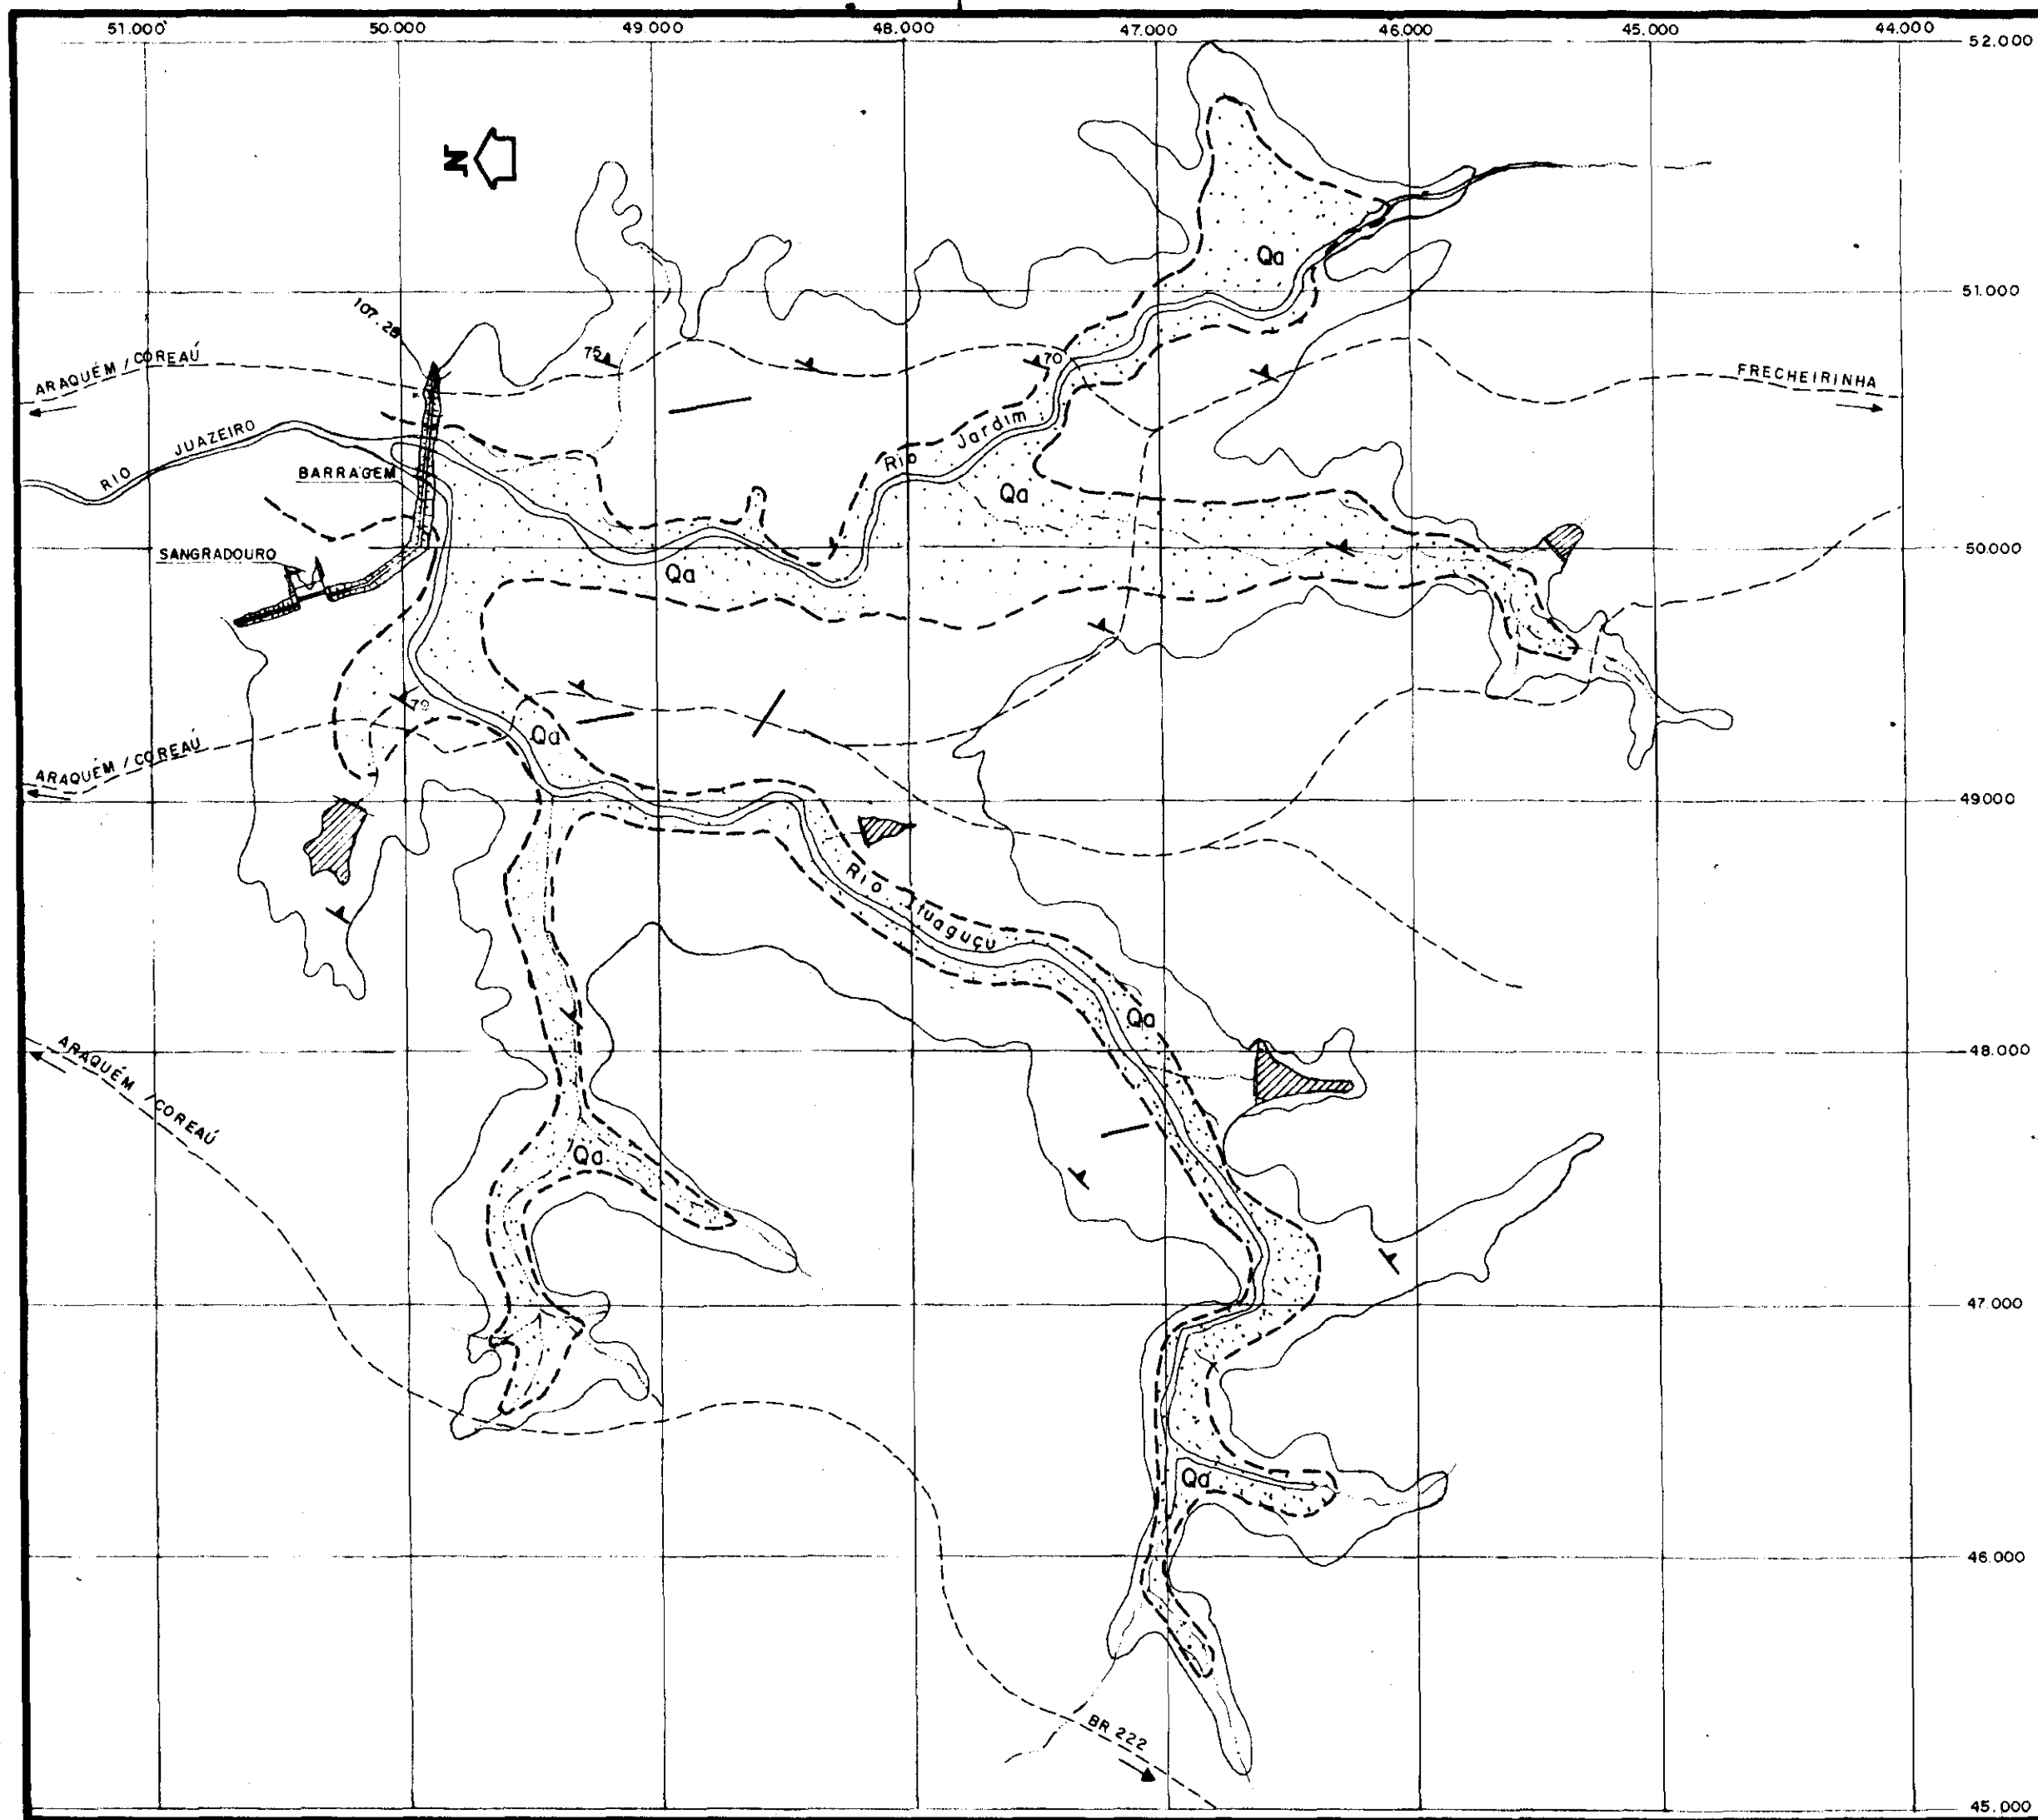 51.000
50.000
49.000
48.000
47.000
46.000
45.000
44.000
52.000
N
Qa
51.000
107.28
ARAQUÉM / COREAÚ
75
70
FRECHEIRINHA
RIO JUAZEIRO
Rio Jardim
BARRAGEM
Qa
SANGRADOURO
50.000
Qa
70
Qa
ARAQUÉM / COREAÚ
49.000
Rio Ituaguçu
Qa
ARAQUÉM / COREAÚ
48.000
Qa
47.000
Qa
46.000
BR 222
45.000